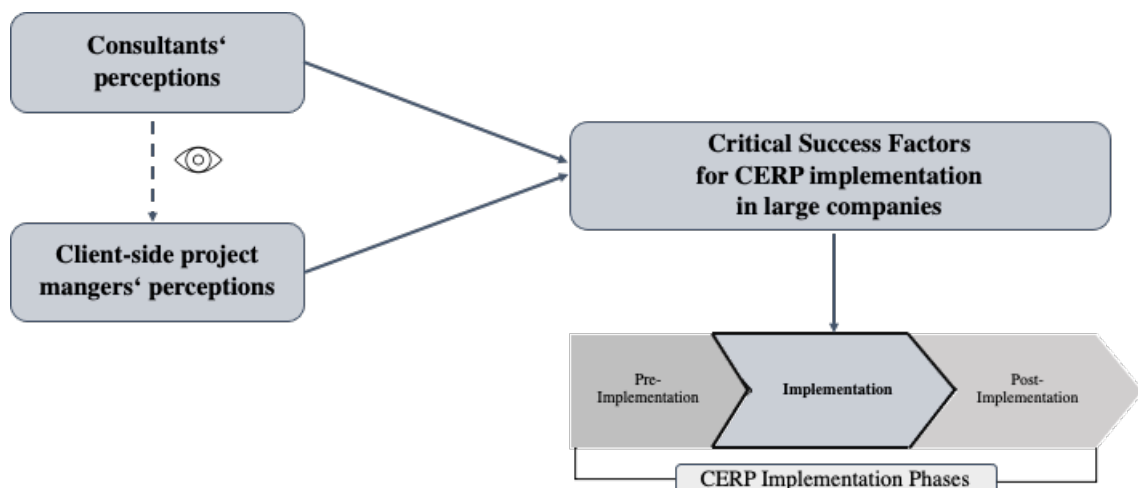 Consultants‘
perceptions
Client-side project
mangers‘ perceptions
Critical Success Factors
for CERP implementation
in large companies
Pre-
Implementation
Implementation
Post-
Implementation
CERP Implementation Phases